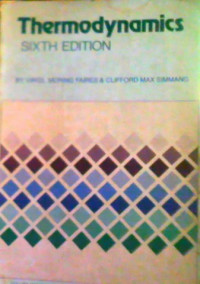 Thermodynamics
SIXTH EDITION
BY VIRGIL MORING FAIRES & CLIFFORD MAX SIMMANG